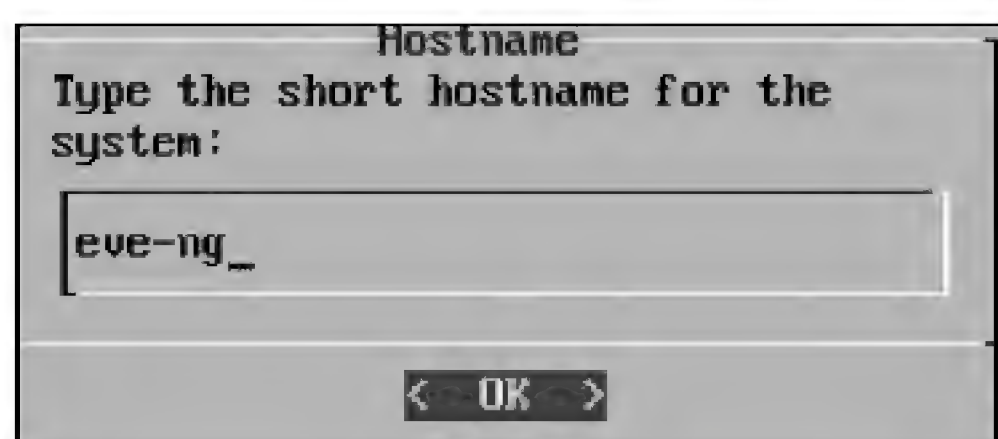 Hostname
Type the short hostname for the
system:
eve-ng_
< OK >